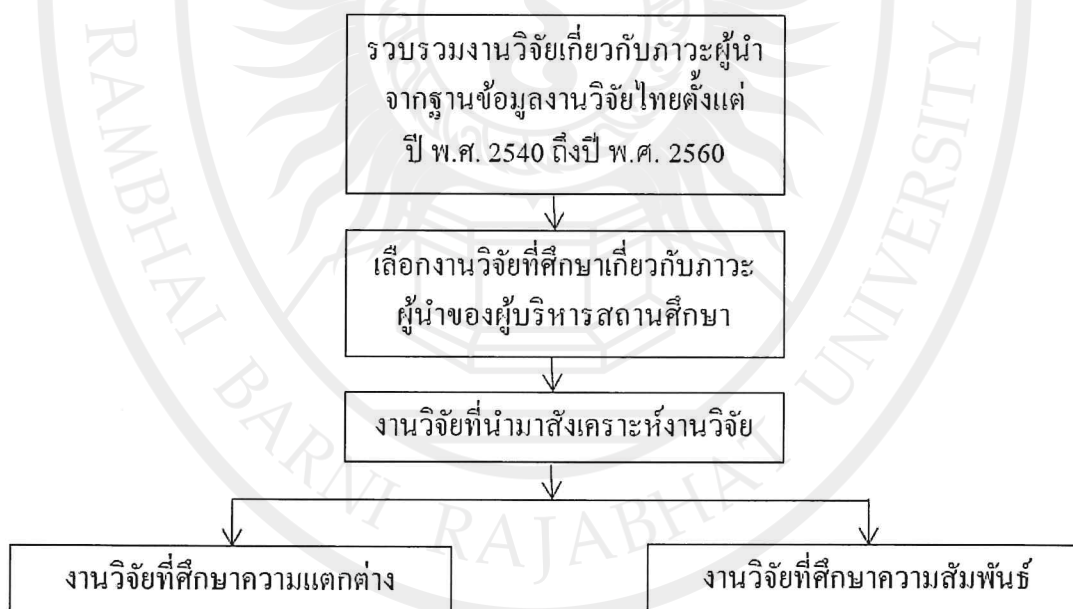 รวบรวมงานวิจัยเกี่ยวกับภาวะผู้นำ
จากฐานข้อมูลงานวิจัยไทยตั้งแต่
ปี พ.ศ. 2540 ถึงปี พ.ศ. 2560
เลือกงานวิจัยที่ศึกษาเกี่ยวกับภาวะ
ผู้นำของผู้บริหารสถานศึกษา
งานวิจัยที่นำมาสังเคราะห์งานวิจัย
งานวิจัยที่ศึกษาความแตกต่าง
งานวิจัยที่ศึกษาความสัมพันธ์
RAMBHAI BARNI RAJABHAT UNIVERSITY